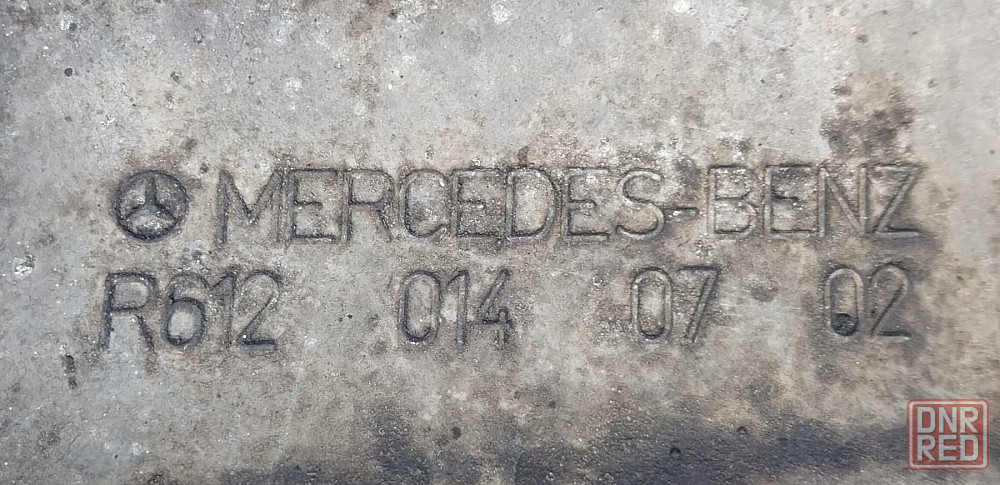 MERCEDES-BENZ
R612 014 07 02
DNR
RED